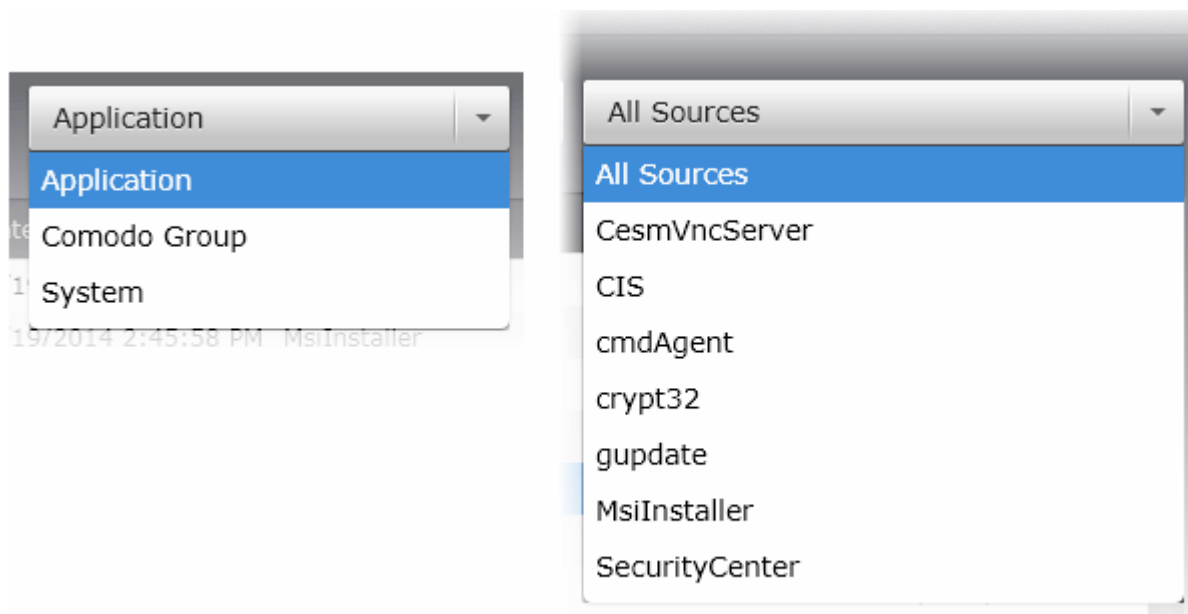 Application
Application
Comodo Group
System
19/2014 2:45:58 PM MsiInstaller
All Sources
All Sources
CesmVncServer
CIS
cmdAgent
crypt32
gupdate
MsiInstaller
SecurityCenter